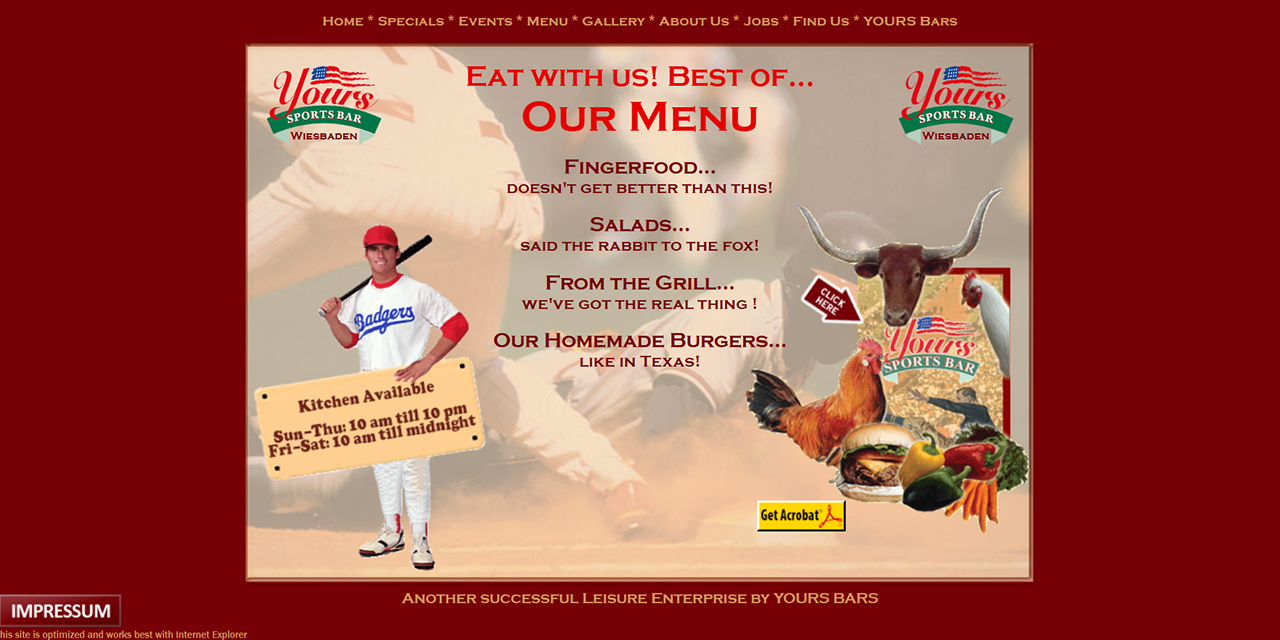 Home * Specials * Events * Menu * Gallery * About Us * Jobs * Find Us * YOURS Bars
Eat with us! Best of...
Our Menu
Yours
SPORTS BAR
Wiesbaden
Yours
SPORTS BAR
Wiesbaden
Fingerfood...
doesn't get better than this!
Salads...
said the rabbit to the fox!
From the Grill...
we've got the real thing !
Our Homemade Burgers...
like in Texas!
Badgers
Kitchen Available
Sun-Thu: 10 am till 10 pm
Fri-Sat: 10 am till midnight
CLICK
HERE
Yours
SPORTS BAR
Get Acrobat
Another successful Leisure Enterprise by YOURS BARS
IMPRESSUM
his site is optimized and works best with Internet Explorer